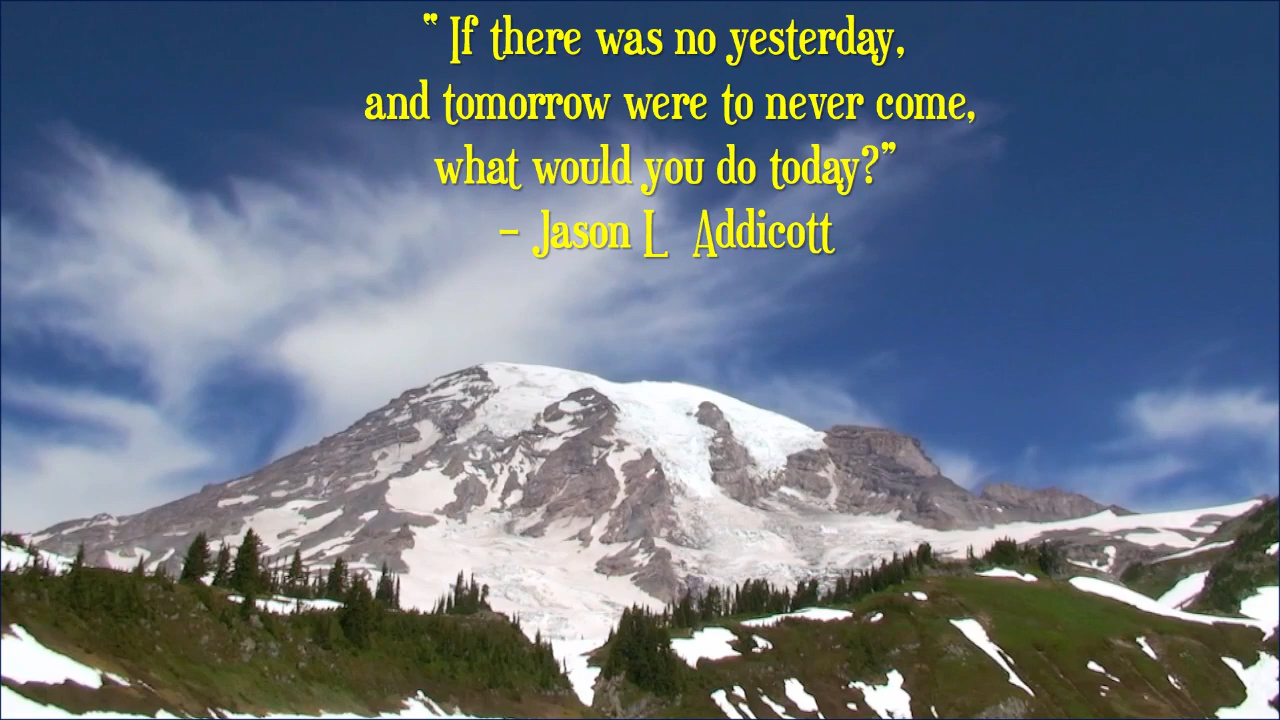 “ If there was no yesterday,
and tomorrow were to never come,
what would you do today?”
- Jason L Addicott